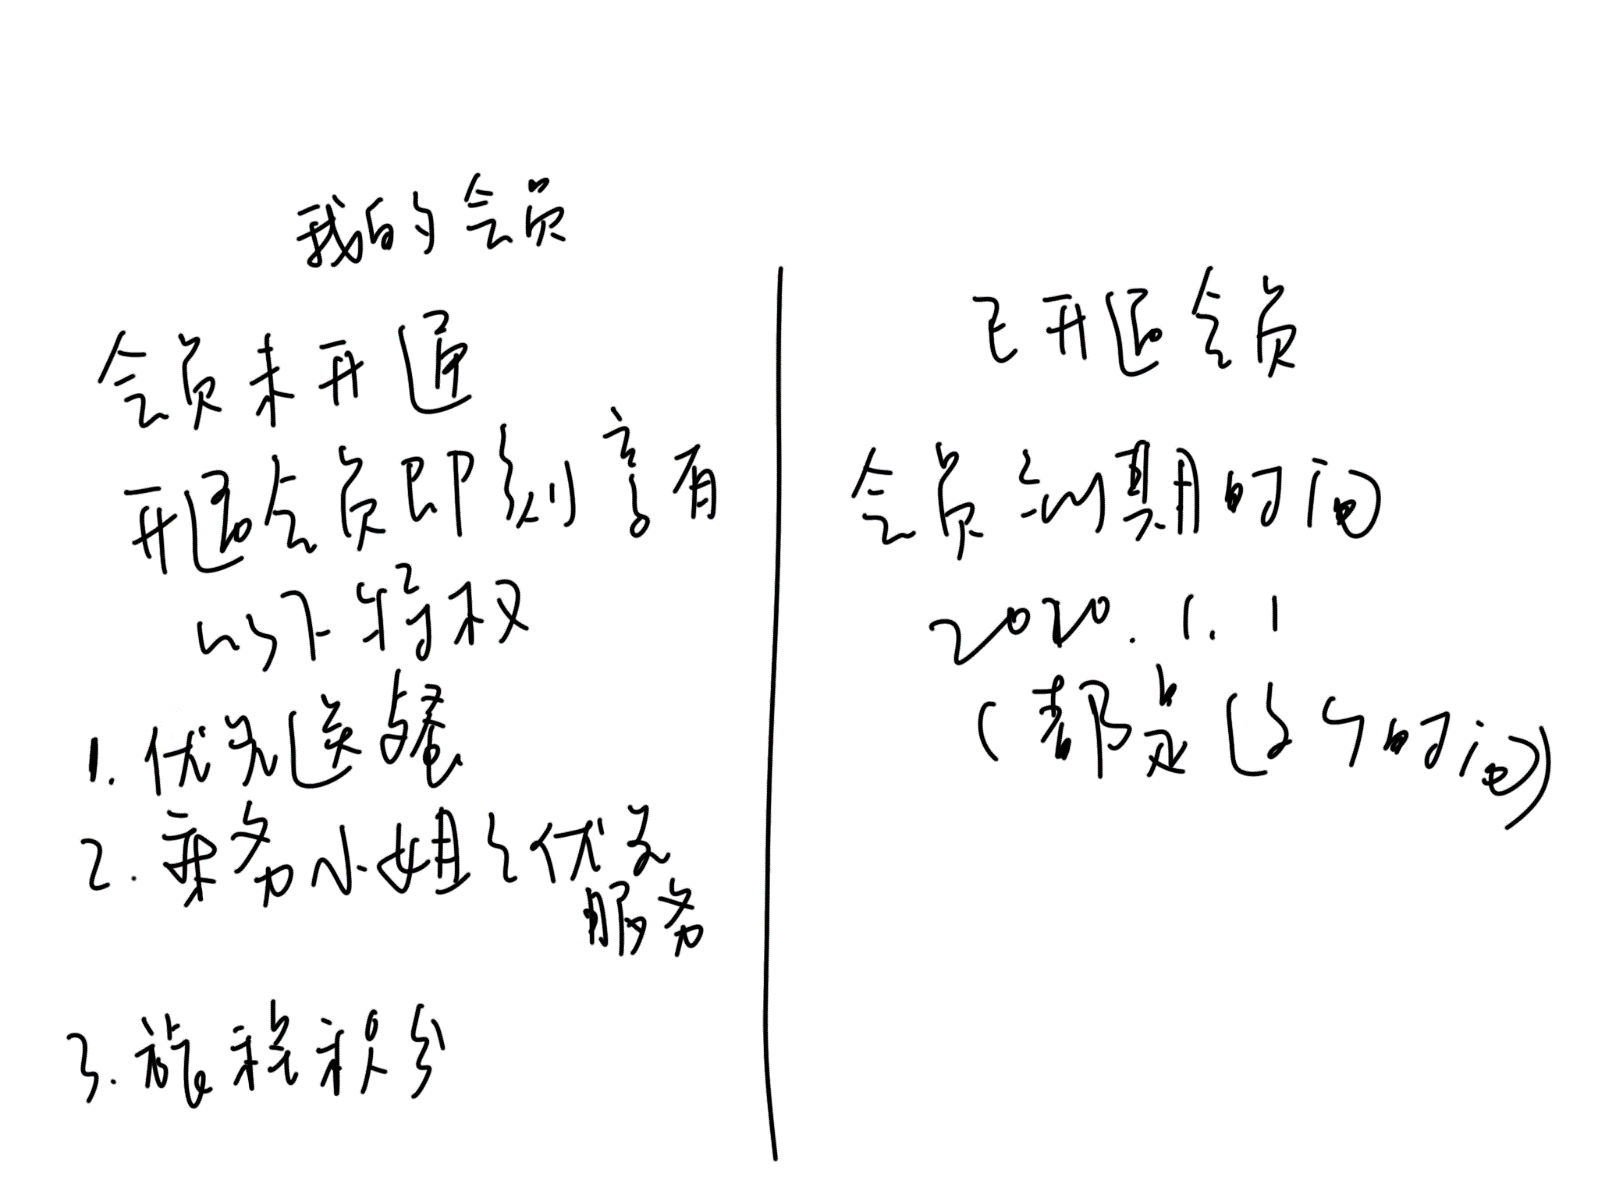 我的会员
会员未开通
开通会员即刻享有
以下特权
1. 优先送餐
2. 乘务小姐之优先
服务
3. 旅程积分
已开通会员
会员到期时间
2020.1.1
(都是这个时间)